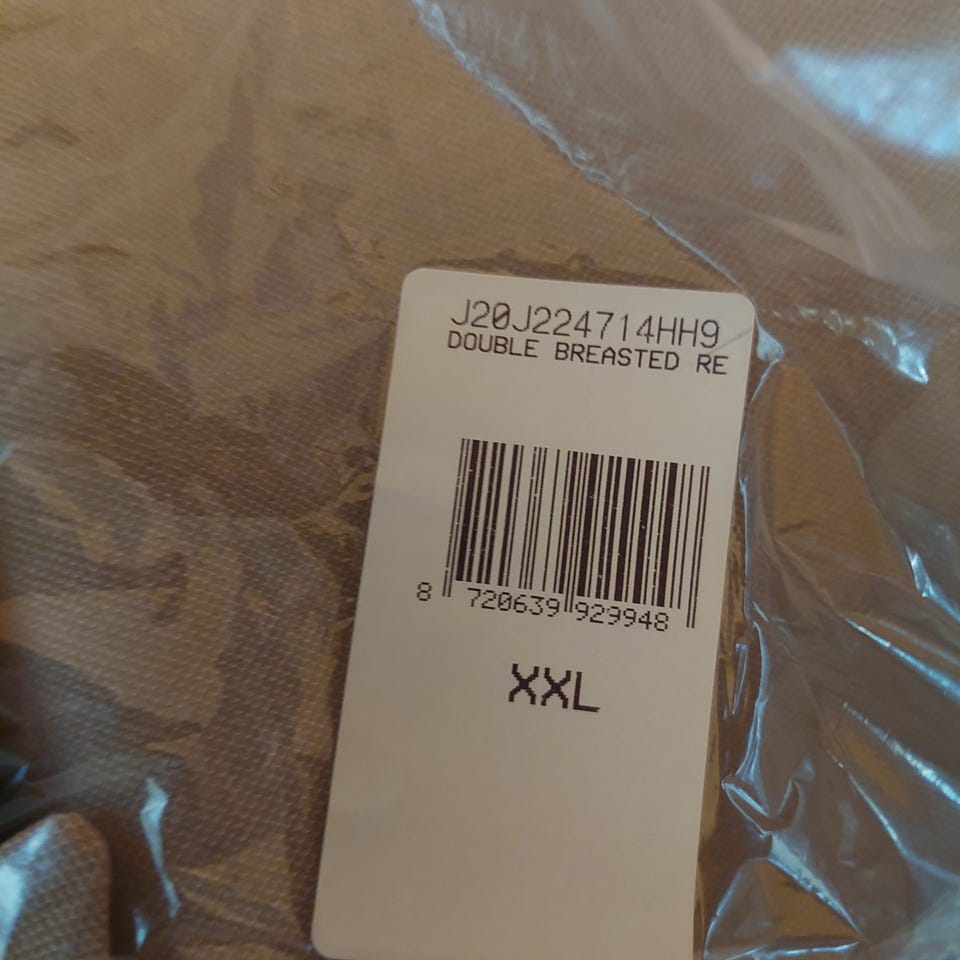 J20J224714HH9
DOUBLE BREASTED RE
8 720639 929948
XXL